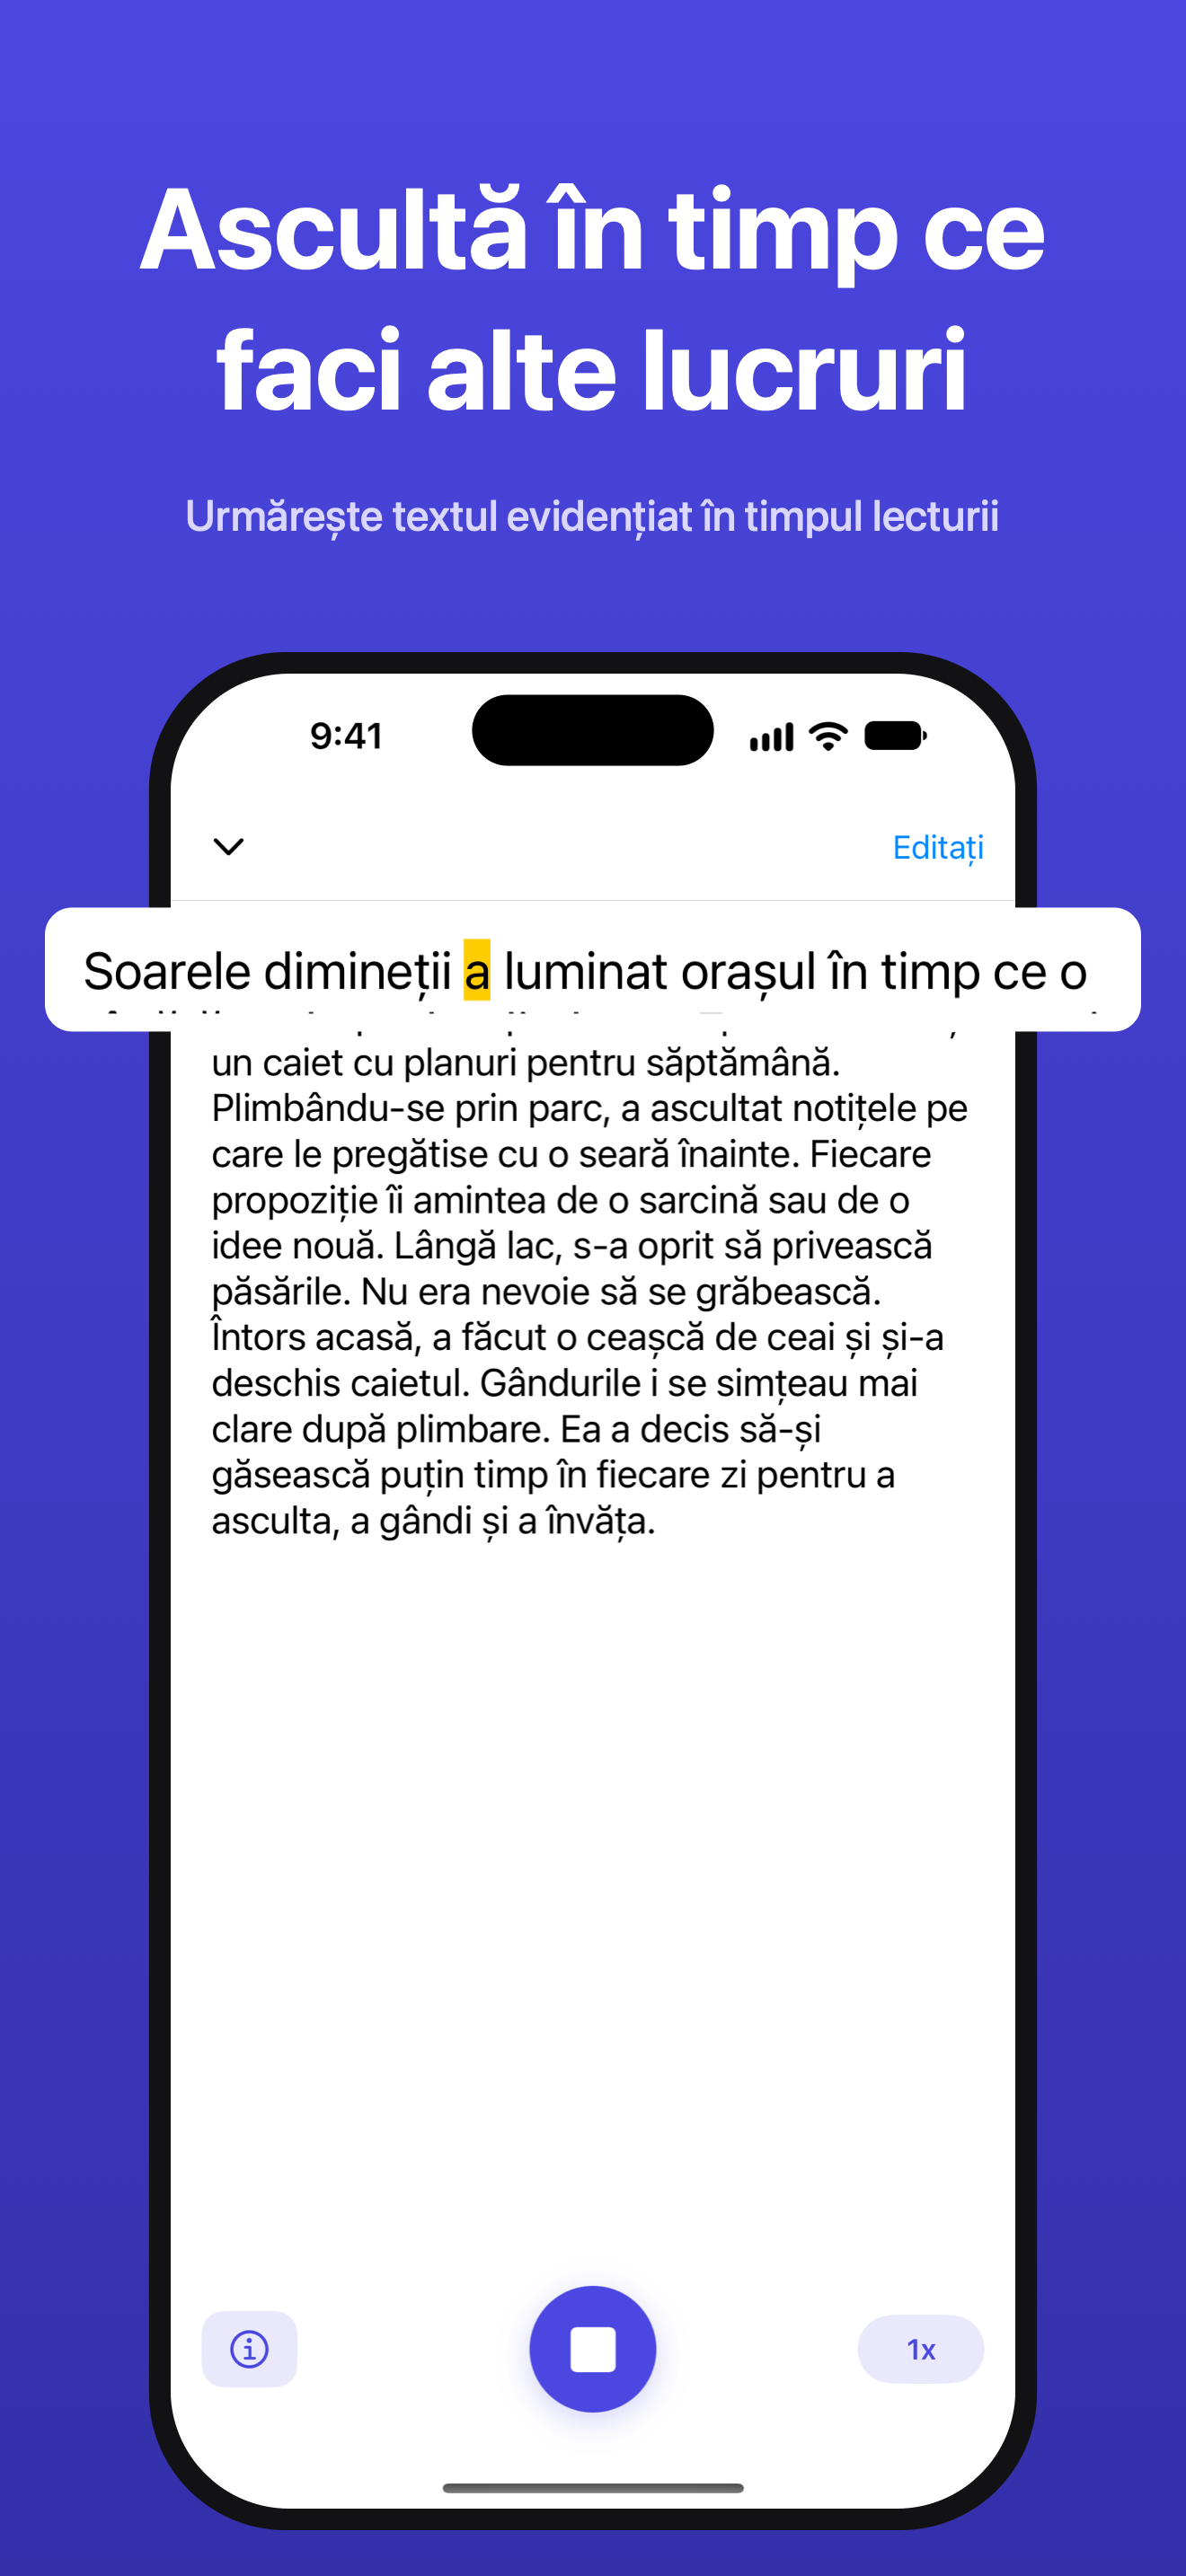 Ascultă în timp ce
faci alte lucruri
Urmărește textul evidențiat în timpul lecturii
9:41
Editați
Soarele dimineții a luminat orașul în timp ce o
un caiet cu planuri pentru săptămână.
Plimbându-se prin parc, a ascultat notițele pe
care le pregătise cu o seară înainte. Fiecare
propoziție îi amintea de o sarcină sau de o
idee nouă. Lângă lac, s-a oprit să privească
păsările. Nu era nevoie să se grăbească.
Întors acasă, a făcut o ceașcă de ceai și și-a
deschis caietul. Gândurile i se simțeau mai
clare după plimbare. Ea a decis să-și
găsească puțin timp în fiecare zi pentru a
asculta, a gândi și a învăța.
1x